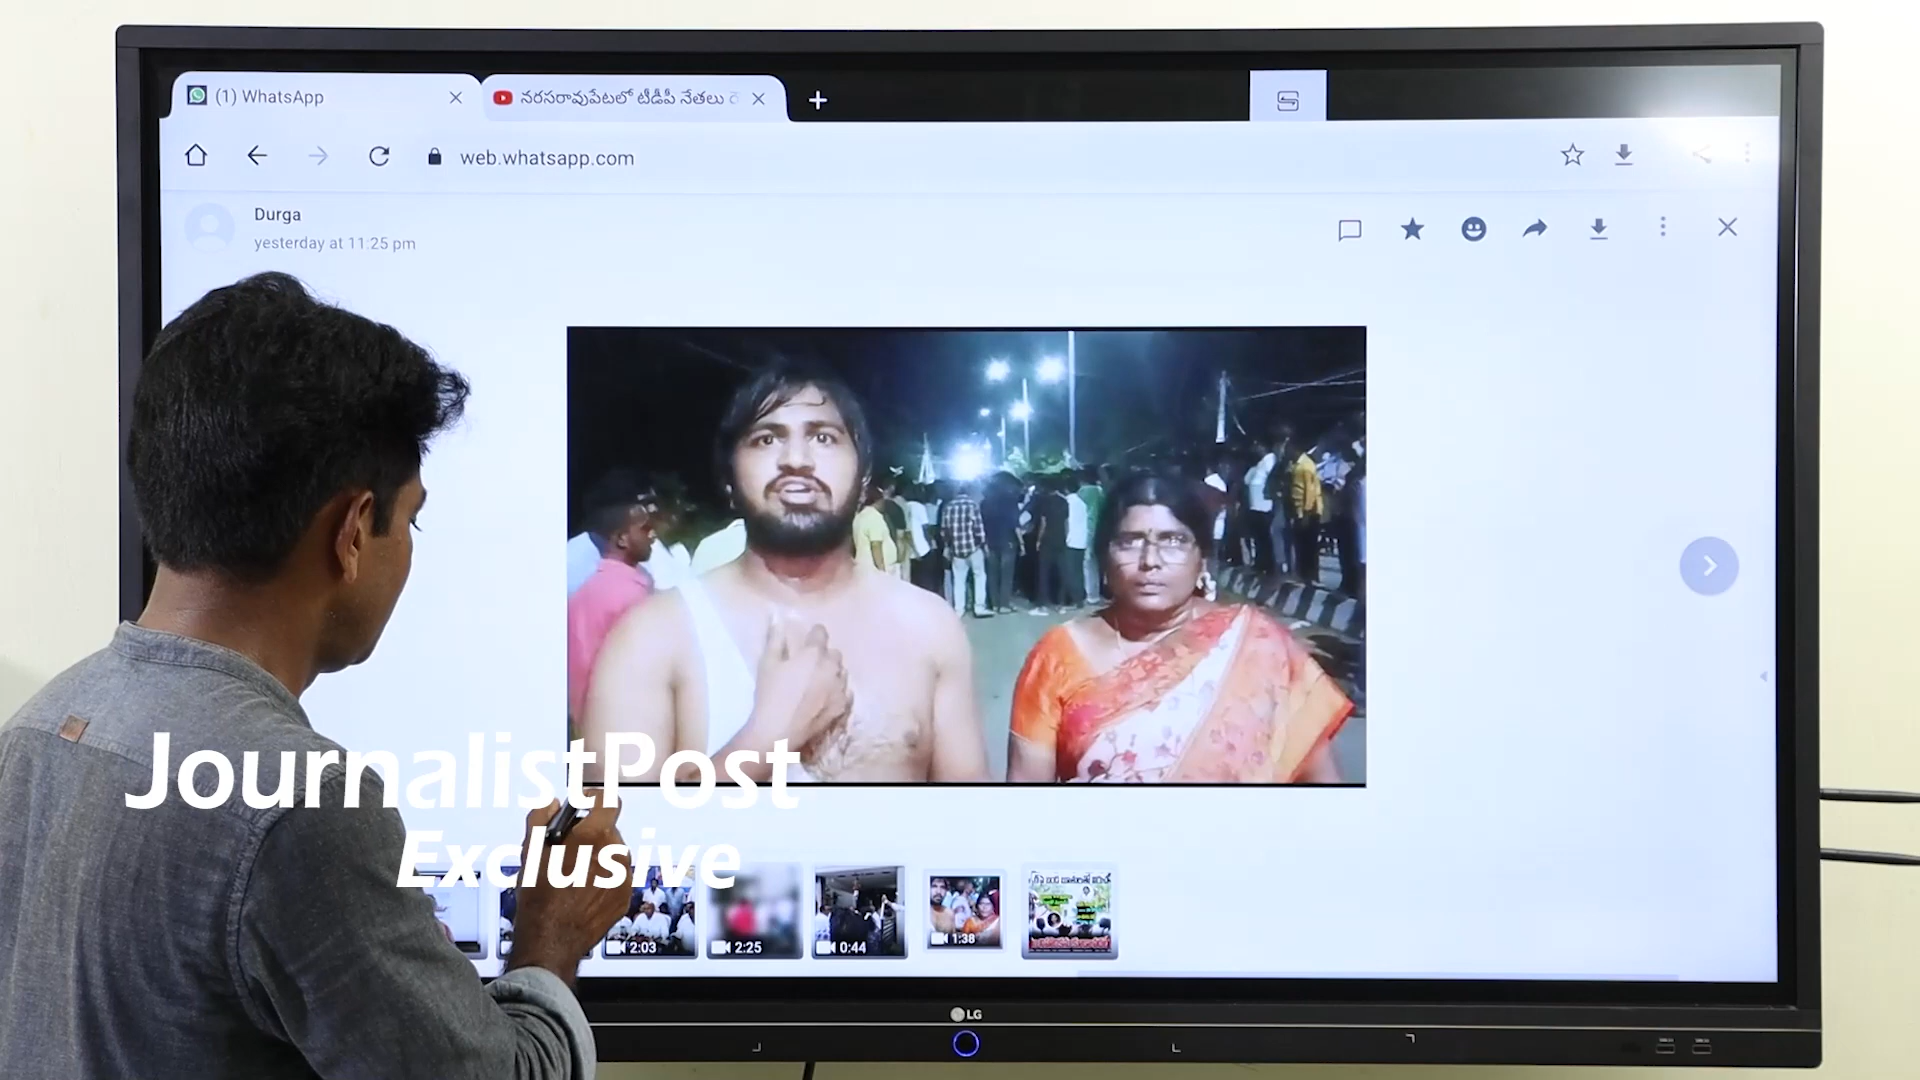 (1) WhatsApp
నరసరావుపేటలో టీడీపీ నేతలు
web.whatsapp.com
Durga
yesterday at 11:25 pm
JournalistPost
Exclusive
2:03
2:25
0:44
1:38
LG